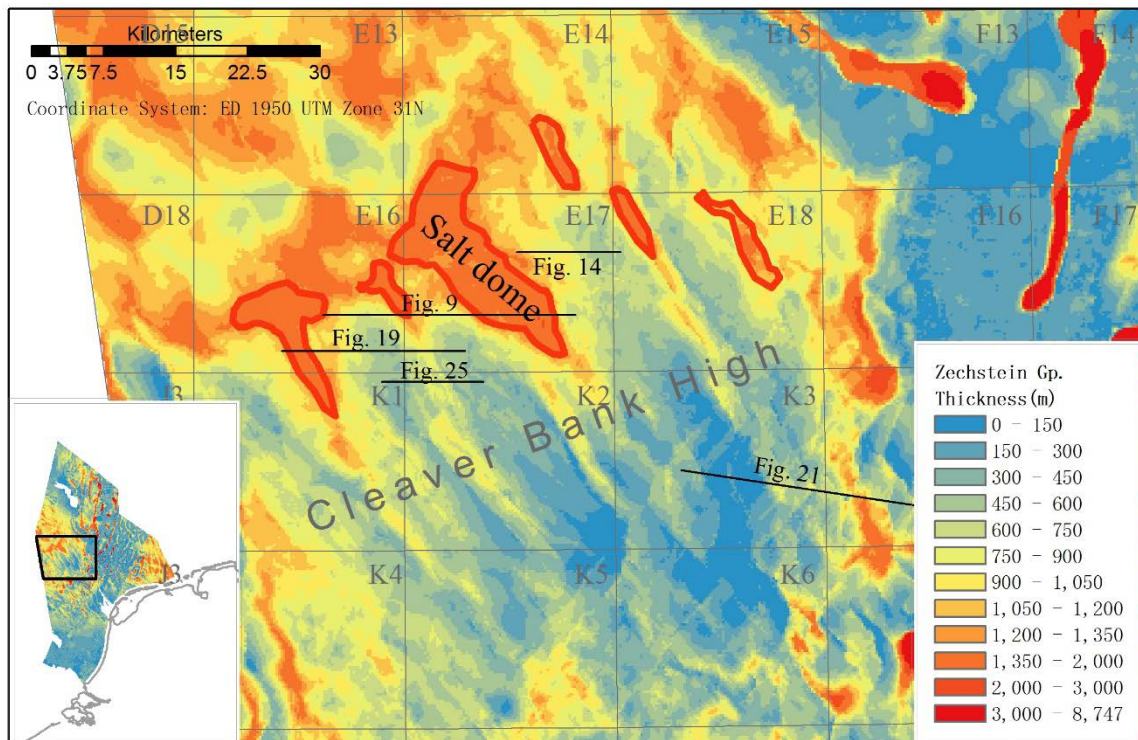 D15 E13 E14 E15 F13 F14
Kilometers
0 3.75 7.5 15 22.5 30
Coordinate System: ED 1950 UTM Zone 31N
D18 E16 E17 E18 F16 F17
Salt dome
Fig. 14
Fig. 9
Fig. 19
Fig. 25
J3 K1 K2 K3
Cleaver Bank High
Fig. 21
K4 K5 K6
J3
Zechstein Gp.
Thickness(m)
0 - 150
150 - 300
300 - 450
450 - 600
600 - 750
750 - 900
900 - 1,050
1,050 - 1,200
1,200 - 1,350
1,350 - 2,000
2,000 - 3,000
3,000 - 8,747